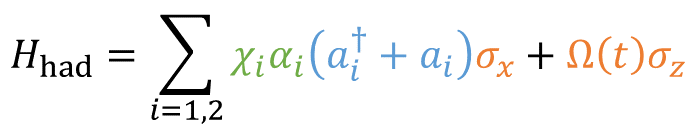 H_had = ∑_{i=1,2} χ_i α_i (a_i^† + a_i) σ_x + Ω(t) σ_z